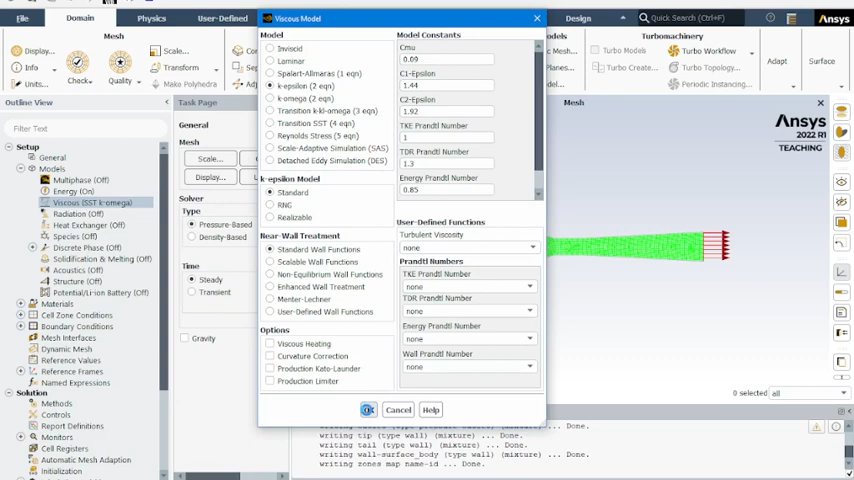 File
Domain
Physics
User-Defined
Viscous Model
Design
Quick Search (Ctrl+F)
Ansys
Mesh
Display...
Info
Units...
Check
Quality
Scale...
Transform
Make Polyhedra
Turbomachinery
Turbo Models
Turbo Create...
Turbo Workflow
Turbo Topology...
Periodic Instancing...
Adapt
Surface
Outline View
Filter Text
Setup
General
Models
Multiphase (Off)
Energy (On)
Viscous (SST k-omega)
Radiation (Off)
Species (Off)
Discrete Phase (Off)
Solidification & Melting (Off)
Acoustics (Off)
Structure (Off)
Potential/Li-ion Battery (Off)
Materials
Cell Zone Conditions
Boundary Conditions
Mesh Interfaces
Dynamic Mesh
Reference Values
Reference Frames
Named Expressions
Solution
Methods
Controls
Report Definitions
Monitors
Cell Registers
Automatic Mesh Adaption
Initialization
Task Page
General
Mesh
Scale...
Display...
Solver
Type
Pressure-Based
Density-Based
Time
Steady
Transient
Gravity
Model
Inviscid
Laminar
Spalart-Allmaras (1 eqn)
k-epsilon (2 eqn)
k-omega (2 eqn)
Transition k-kl-omega (3 eqn)
Transition SST (4 eqn)
Reynolds Stress (5 eqn)
Scale-Adaptive Simulation (SAS)
Detached Eddy Simulation (DES)
k-epsilon Model
Standard
RNG
Realizable
Near-Wall Treatment
Standard Wall Functions
Scalable Wall Functions
Non-Equilibrium Wall Functions
Enhanced Wall Treatment
Menter-Lechner
User-Defined Wall Functions
Options
Viscous Heating
Curvature Correction
Production Kato-Launder
Production Limiter
Model Constants
Cmu
0.09
C1-Epsilon
1.44
C2-Epsilon
1.92
TKE Prandtl Number
1
TDR Prandtl Number
1.3
Energy Prandtl Number
0.85
User-Defined Functions
Turbulent Viscosity
none
Prandtl Numbers
TKE Prandtl Number
none
TDR Prandtl Number
none
Energy Prandtl Number
none
Wall Prandtl Number
none
OK
Cancel
Help
Mesh
Ansys
2022 R1
TEACHING
0 selected
all
writing tip (type wall) (mixture) ... Done.
writing tail (type wall) (mixture) ... Done.
writing wall-surface_body (type wall) (mixture) ... Done.
writing zones map name-id ... Done.